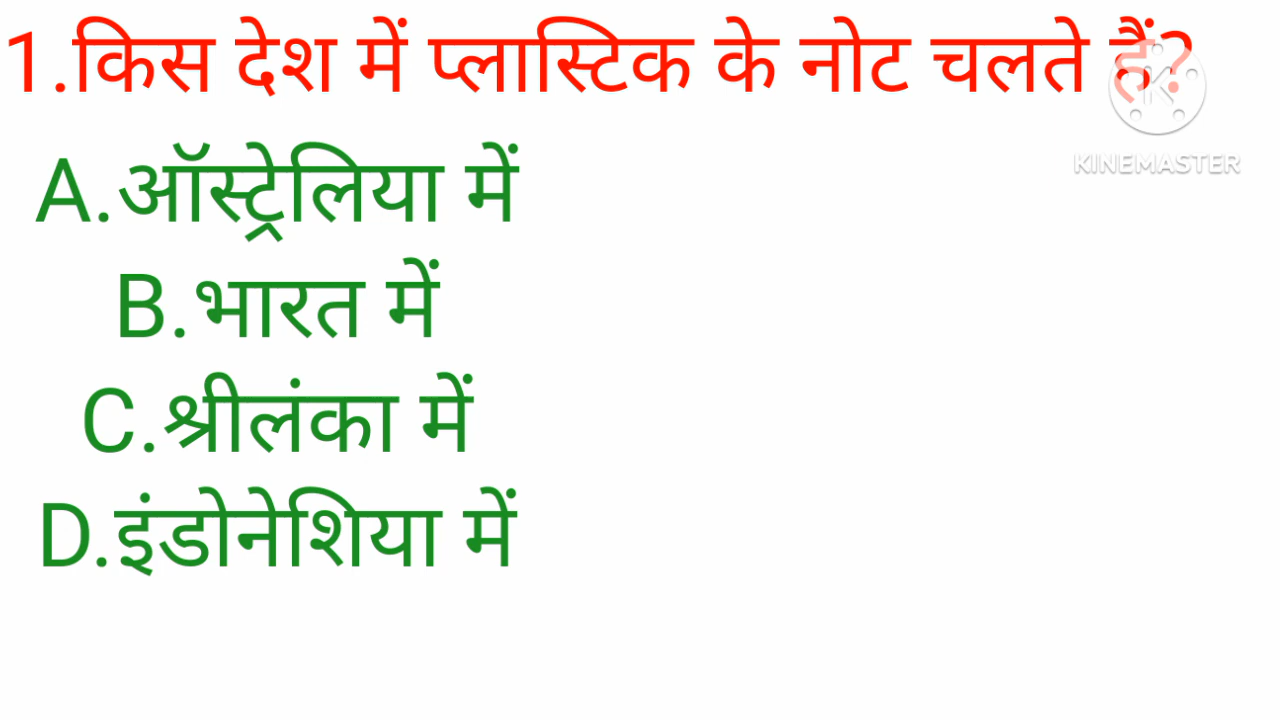 1.किस देश में प्लास्टिक के नोट चलते हैं?
KINEMASTER
A.ऑस्ट्रेलिया में
B.भारत में
C.श्रीलंका में
D.इंडोनेशिया में